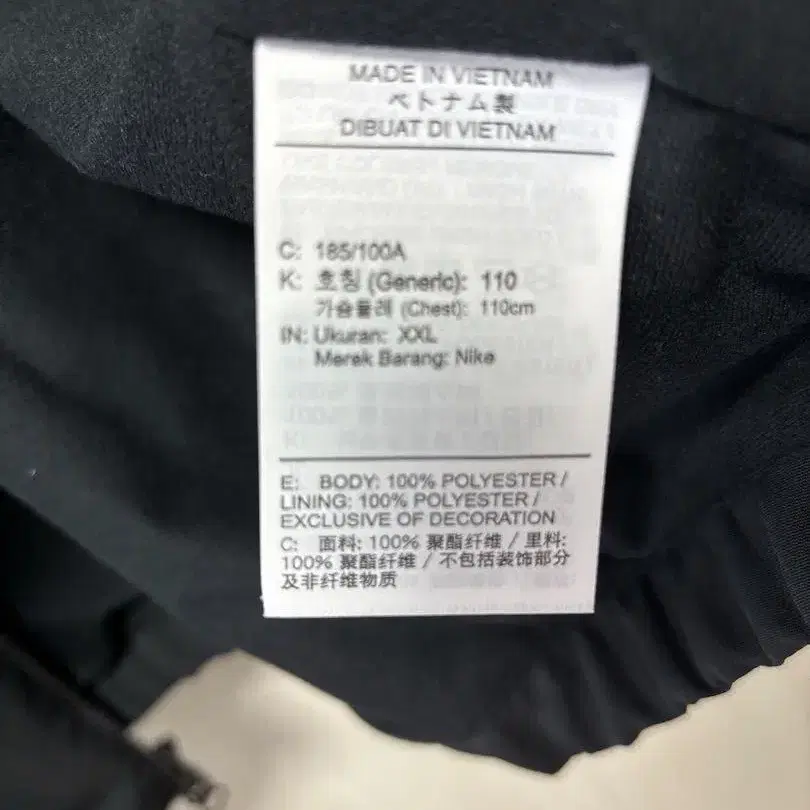 MADE IN VIETNAM
ベトナム製
DIBUAT DI VIETNAM
C: 185/100A
K: 호칭 (Generic): 110
가슴둘레 (Chest): 110cm
IN: Ukuran: XXL
Merek Barang: Nike
E: BODY: 100% POLYESTER /
LINING: 100% POLYESTER /
EXCLUSIVE OF DECORATION
C: 面料: 100% 聚酯纤维 / 里料:
100% 聚酯纤维 / 不包括装饰部分
及非纤维物质